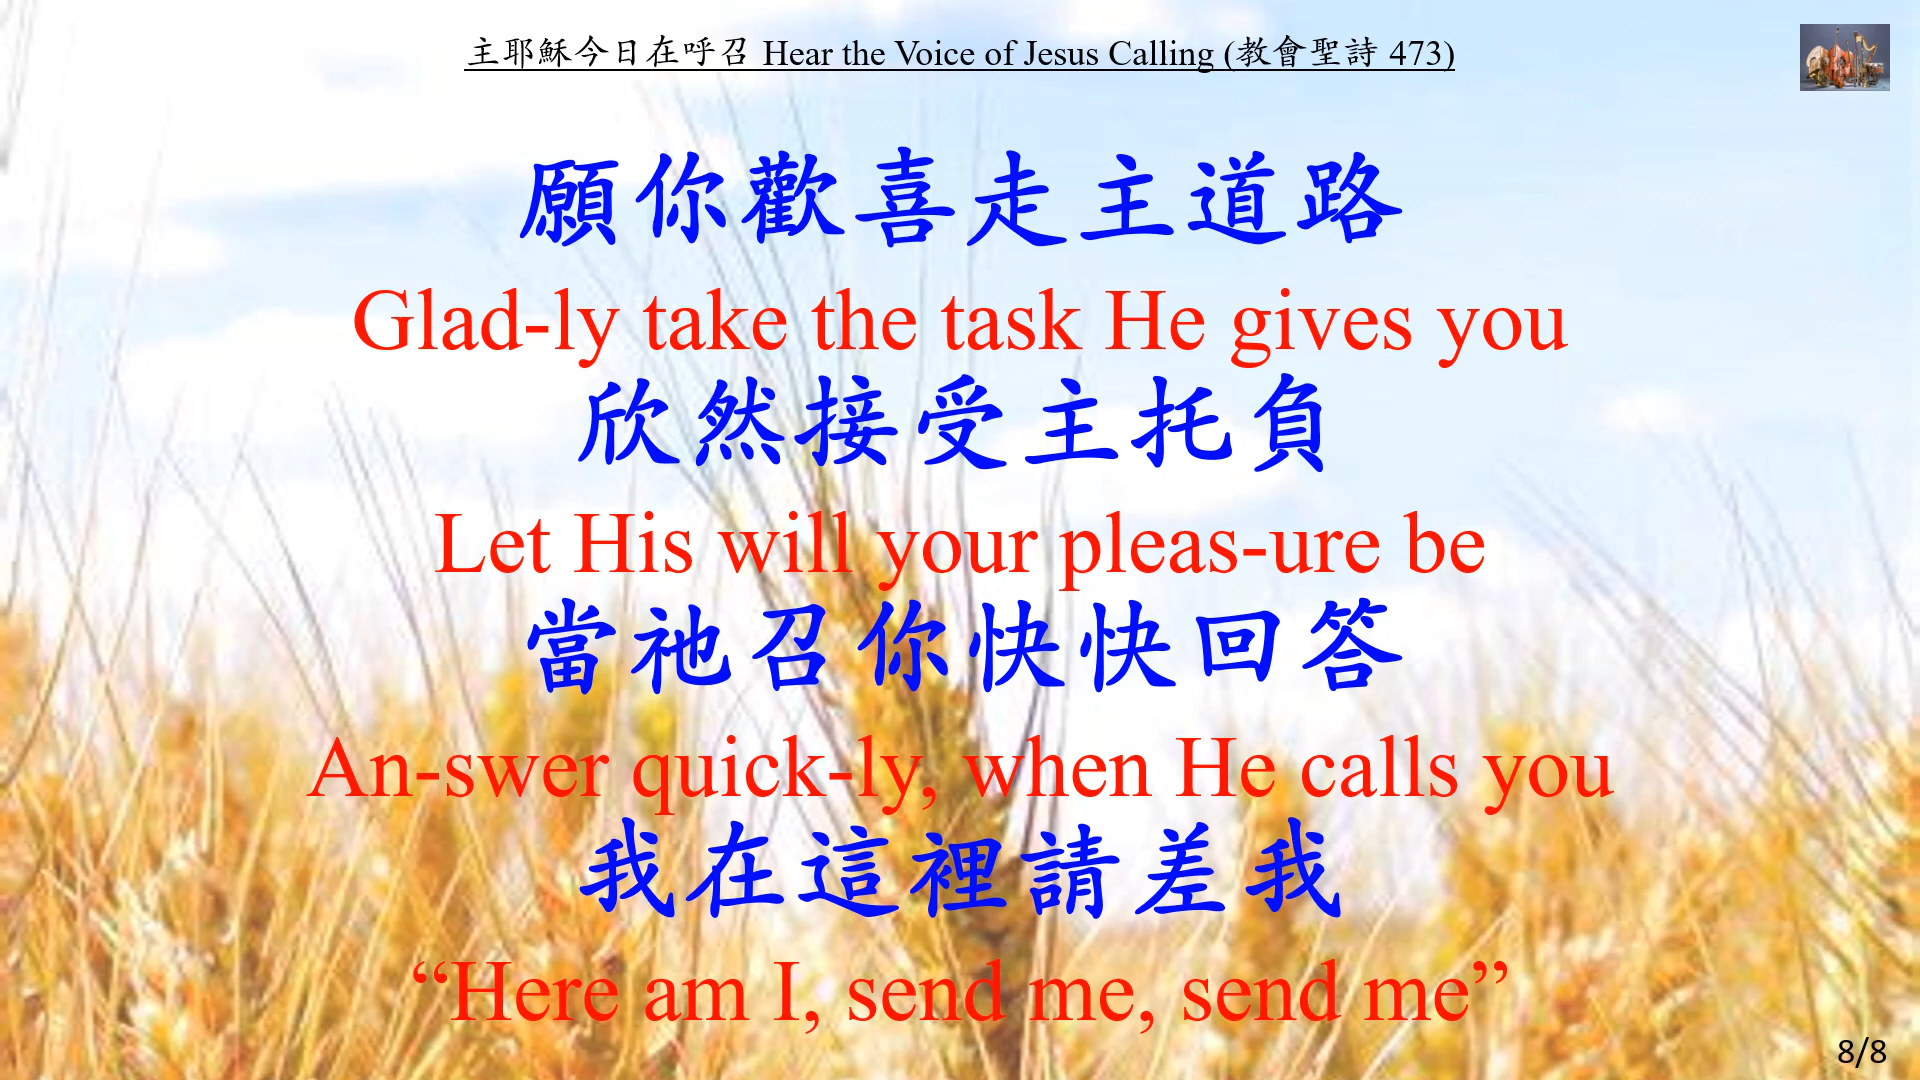 主耶穌今日在呼召 Hear the Voice of Jesus Calling (教會聖詩 473)
願你歡喜走主道路
Glad-ly take the task He gives you
欣然接受主托負
Let His will your pleas-ure be
當祂召你快快回答
An-swer quick-ly, when He calls you
我在這裡請差我
“Here am I, send me, send me”
8/8